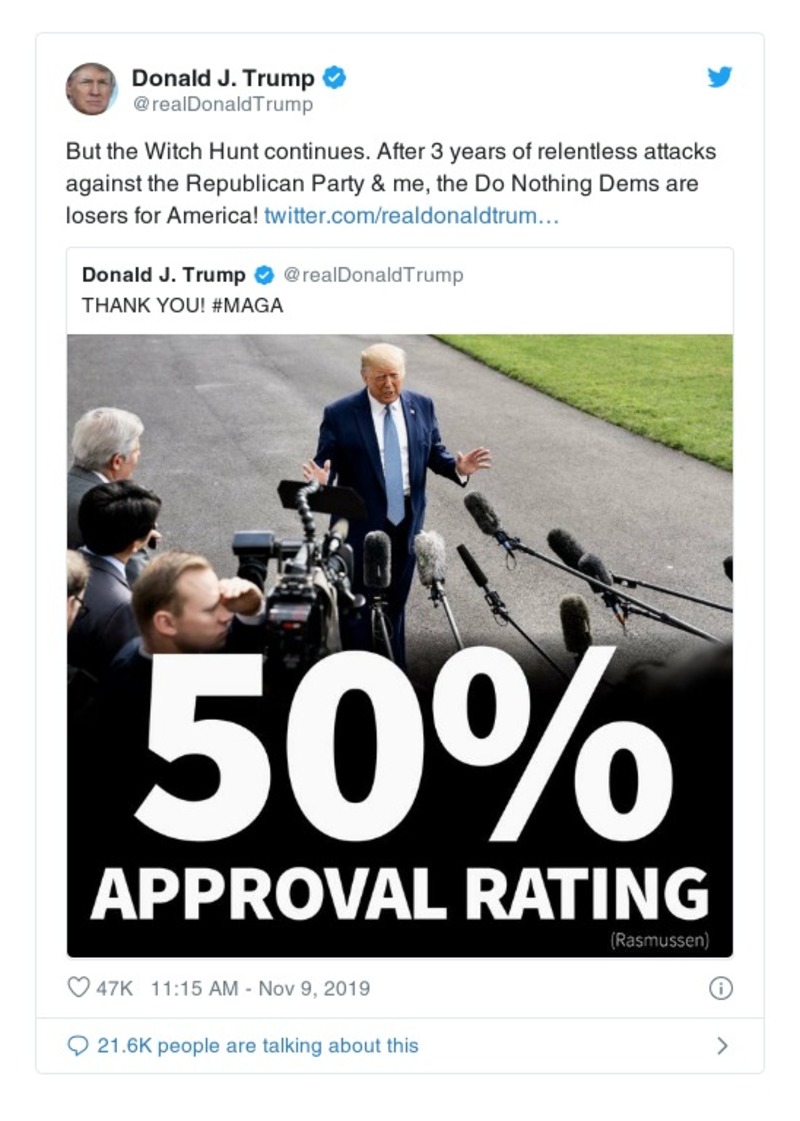 Donald J. Trump
@realDonaldTrump
But the Witch Hunt continues. After 3 years of relentless attacks
against the Republican Party & me, the Do Nothing Dems are
losers for America! twitter.com/realdonaldtrum…
Donald J. Trump @realDonaldTrump
THANK YOU! #MAGA
50%
APPROVAL RATING
(Rasmussen)
47K 11:15 AM - Nov 9, 2019
21.6K people are talking about this